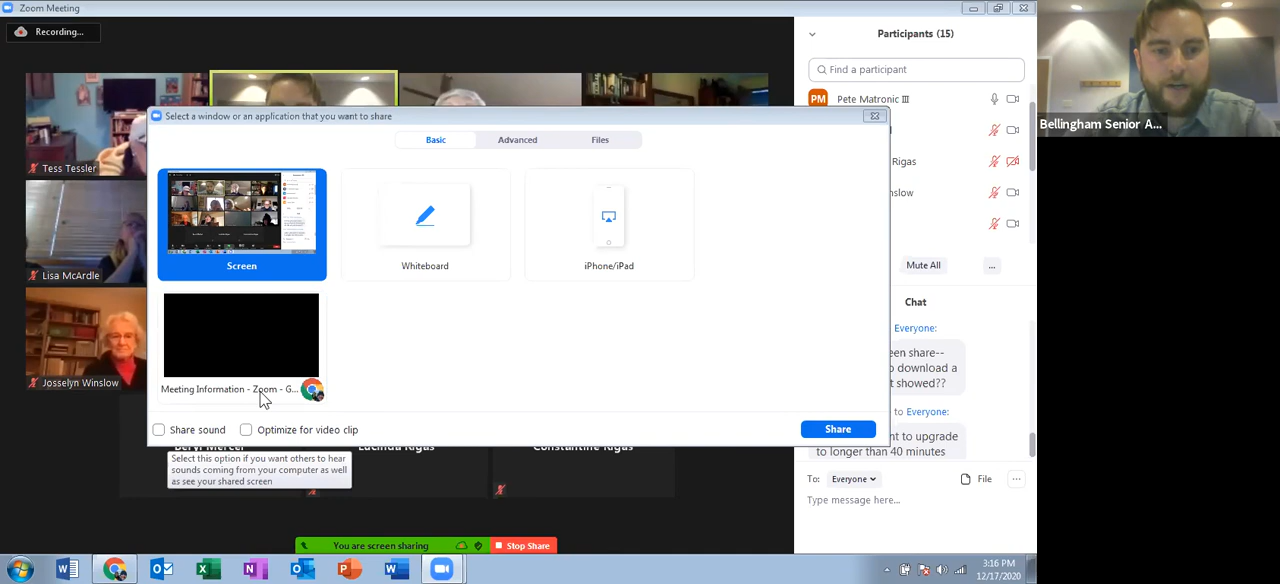 Zoom Meeting
Recording...
Participants (15)
Find a participant
PM Pete Matronic III
Rigas
nslow
Mute All
...
Chat
Everyone:
een share--
o download a
t showed??
to Everyone:
nt to upgrade
to longer than 40 minutes
To: Everyone
File
...
Type message here...
Bellingham Senior A...
Tess Tessler
Lisa McArdle
Josselyn Winslow
Select a window or an application that you want to share
Basic
Advanced
Files
Screen
Whiteboard
iPhone/iPad
Meeting Information - Zoom - G...
Share sound
Optimize for video clip
Share
Select this option if you want others to hear
sounds coming from your computer as well
as see your shared screen
You are screen sharing
Stop Share
3:16 PM
12/17/2020